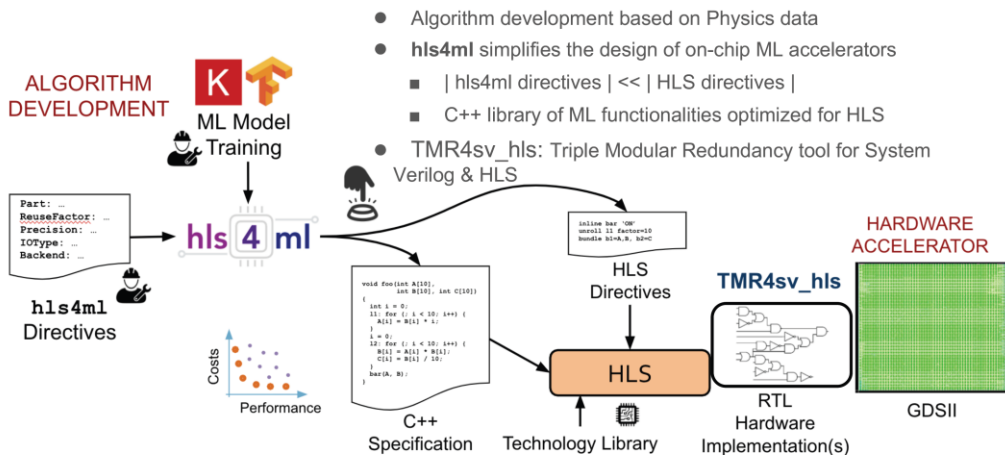 ● Algorithm development based on Physics data
● hls4ml simplifies the design of on-chip ML accelerators
■ | hls4ml directives | << | HLS directives |
■ C++ library of ML functionalities optimized for HLS
● TMR4sv_hls: Triple Modular Redundancy tool for System
Verilog & HLS
ALGORITHM
DEVELOPMENT
K
ML Model
Training
Part: …
ReuseFactor: …
Precision: …
IOType: …
Backend: …
hls4ml
Directives
hls 4 ml
Costs
Performance
void foo(int A[10],
int B[10], int C[10])
{
int i = 0;
l1: for (; i < 10; i++) {
A[i] = B[i] * i;
}
i = 0;
l2: for (; i < 10; i++) {
B[i] = A[i] * B[i];
C[i] = B[i] / 10;
}
bar(A, B);
}
C++
Specification
inline bar 'ON'
unroll l1 factor=10
bundle b1=A,B, b2=C
HLS
Directives
HLS
Technology Library
TMR4sv_hls
RTL
Hardware
Implementation(s)
HARDWARE
ACCELERATOR
GDSII